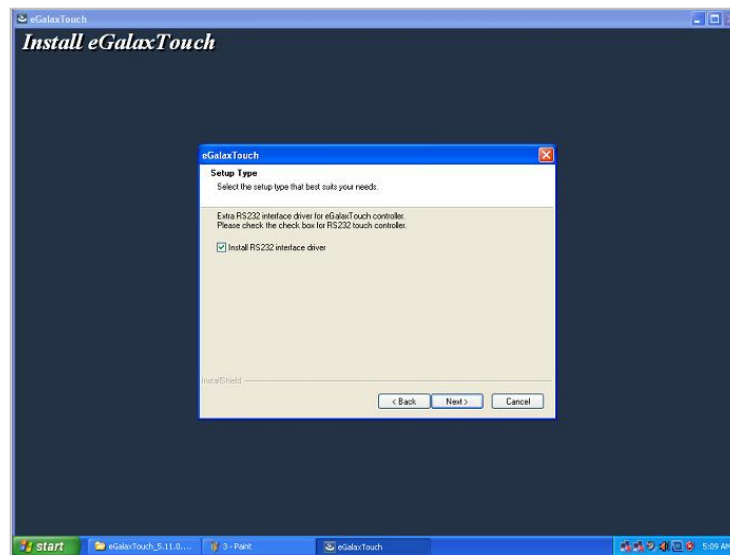 eGalaxTouch
Install eGalaxTouch
eGalaxTouch
Setup Type
Select the setup type that best suits your needs.
Extra RS232 interface driver for eGalaxTouch controller.
Please check the check box for RS232 touch controller.
Install RS232 interface driver
InstallShield
< Back Next > Cancel
start eGalaxTouch_5.11.0.... 3 - Paint eGalaxTouch 5:09 AM